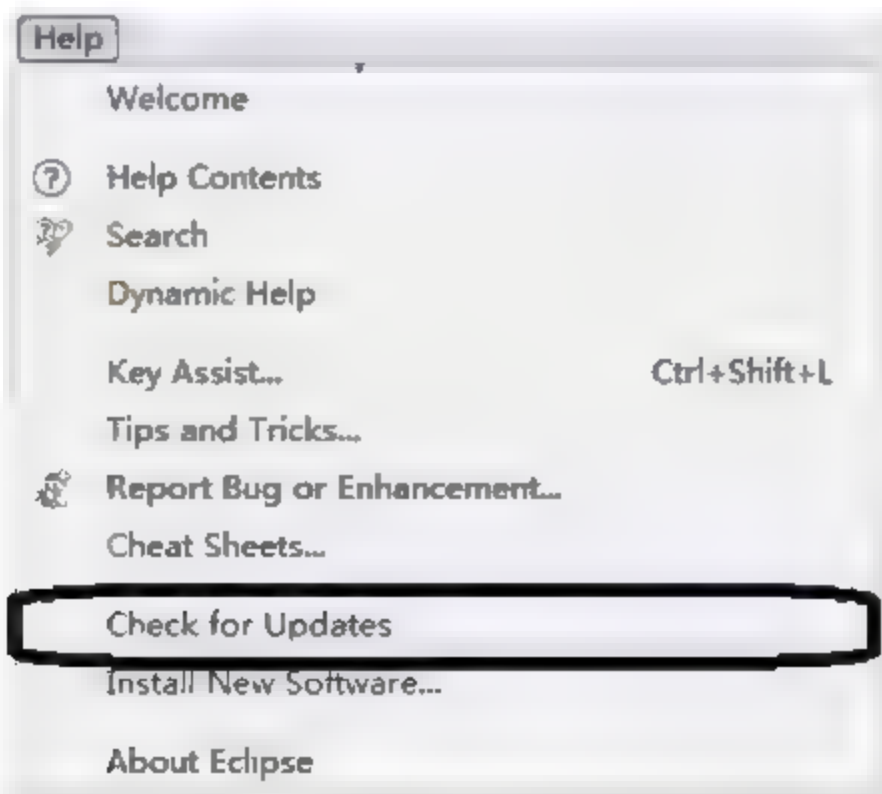 Help
Welcome
Help Contents
Search
Dynamic Help
Key Assist... Ctrl+Shift+L
Tips and Tricks...
Report Bug or Enhancement...
Cheat Sheets...
Check for Updates
Install New Software...
About Eclipse